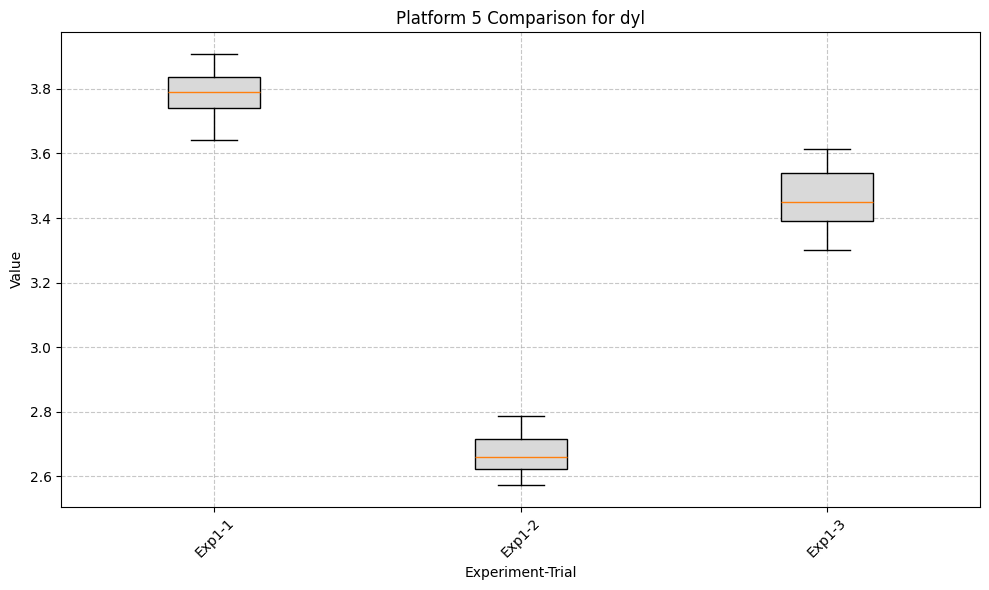 Platform 5 Comparison for dyl
Value
3.8
3.6
3.4
3.2
3.0
2.8
2.6
Exp1-1
Exp1-2
Exp1-3
Experiment-Trial